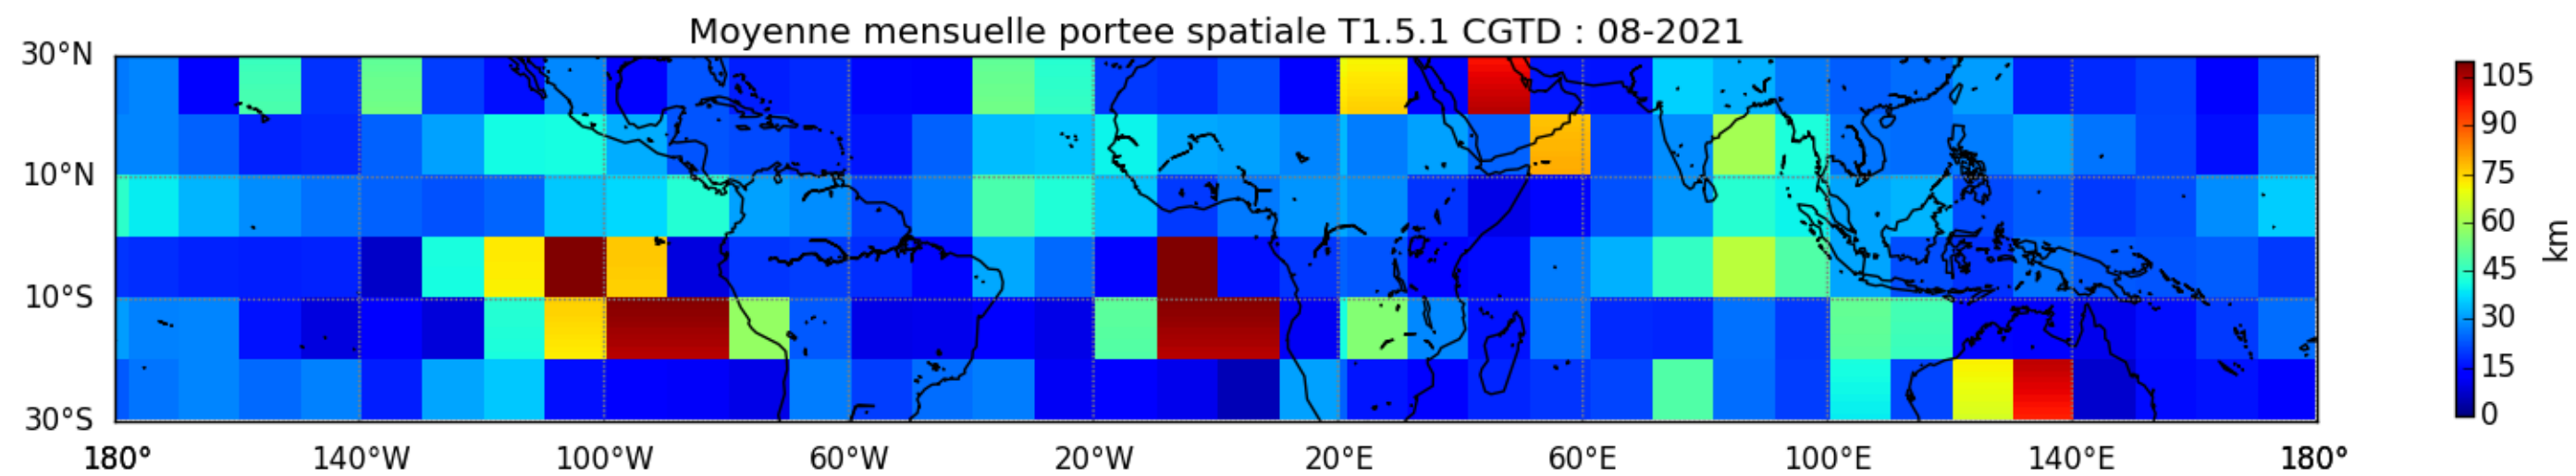 Moyenne mensuelle portee spatiale T1.5.1 CGTD : 08-2021
30°N
10°N
10°S
30°S
180° 140°W 100°W 60°W 20°W 20°E 60°E 100°E 140°E 180°
105
90
75
60
45
30
15
0
km